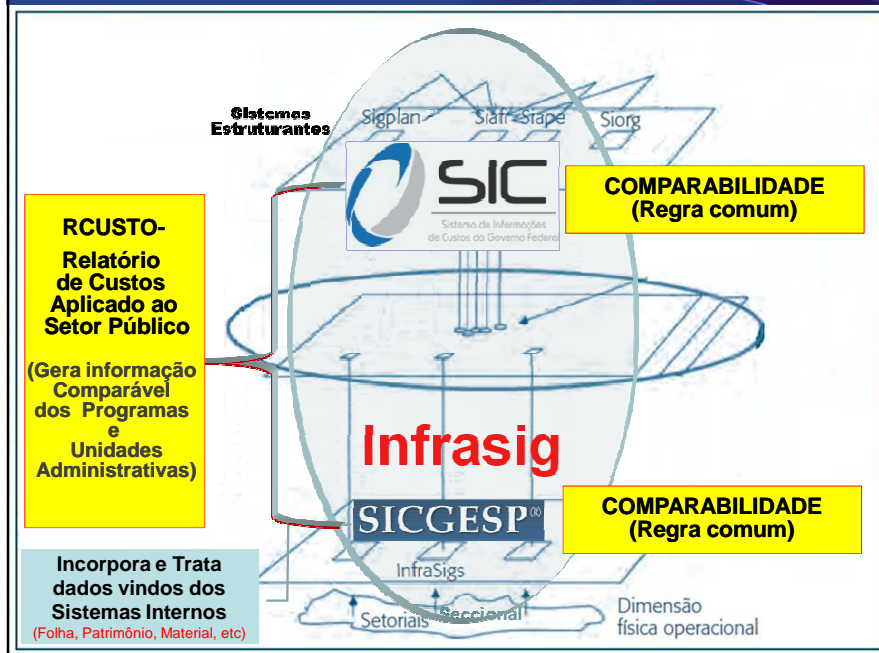 Sistemas
Estruturantes
Sigplan
Siafi
Siape
Siorg
SIC
Sistema de Informações
de Custos do Governo Federal
COMPARABILIDADE
(Regra comum)
RCUSTO-
Relatório
de Custos
Aplicado ao
Setor Público
(Gera informação
Comparável
dos Programas
e
Unidades
Administrativas)
Infrasig
SICGESP®
COMPARABILIDADE
(Regra comum)
InfraSigs
Incorpora e Trata
dados vindos dos
Sistemas Internos
(Folha, Patrimônio, Material, etc)
Setoriais
Seccional
Dimensão
física operacional